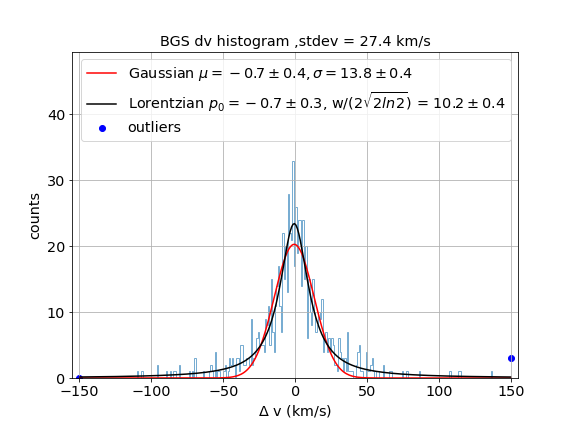 BGS dv histogram ,stdev = 27.4 km/s
Gaussian μ = −0.7 ± 0.4, σ = 13.8 ± 0.4
Lorentzian p₀ = −0.7 ± 0.3, w/(2√2ln2) = 10.2 ± 0.4
outliers
counts
40
30
20
10
0
−150 −100 −50 0 50 100 150
Δ v (km/s)